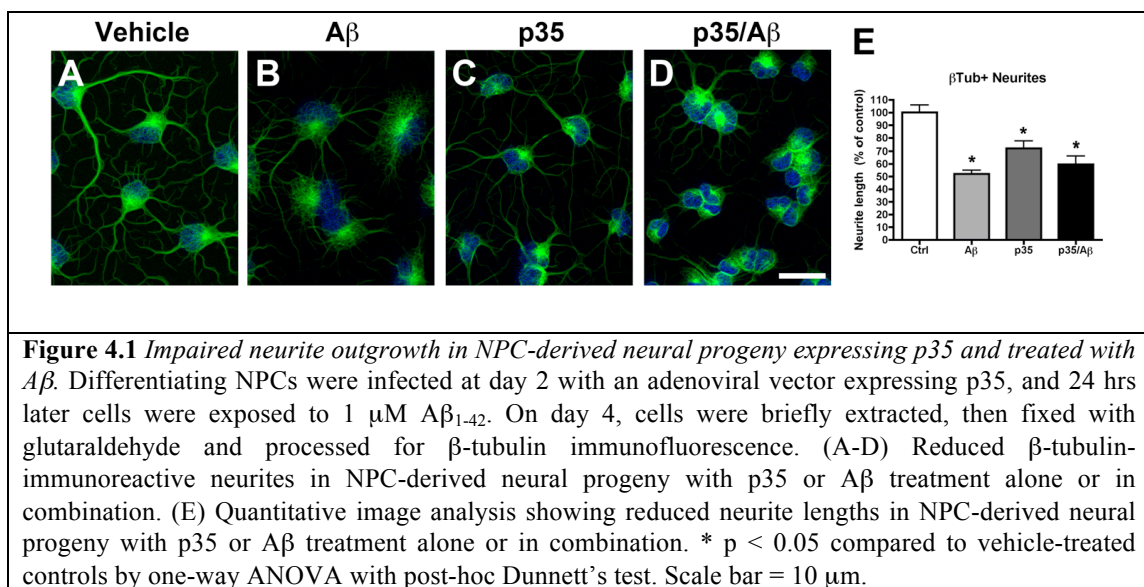 Vehicle Aβ p35 p35/Aβ
A B C D E
βTub+ Neurites
Neurite length (% of control)
110
100
90
80
70
60
50
40
30
20
10
0
* * *
Ctrl Aβ p35 p35/Aβ
Figure 4.1 Impaired neurite outgrowth in NPC-derived neural progeny expressing p35 and treated with
Aβ. Differentiating NPCs were infected at day 2 with an adenoviral vector expressing p35, and 24 hrs
later cells were exposed to 1 μM Aβ1-42. On day 4, cells were briefly extracted, then fixed with
glutaraldehyde and processed for β-tubulin immunofluorescence. (A-D) Reduced β-tubulin-
immunoreactive neurites in NPC-derived neural progeny with p35 or Aβ treatment alone or in
combination. (E) Quantitative image analysis showing reduced neurite lengths in NPC-derived neural
progeny with p35 or Aβ treatment alone or in combination. * p < 0.05 compared to vehicle-treated
controls by one-way ANOVA with post-hoc Dunnett’s test. Scale bar = 10 μm.